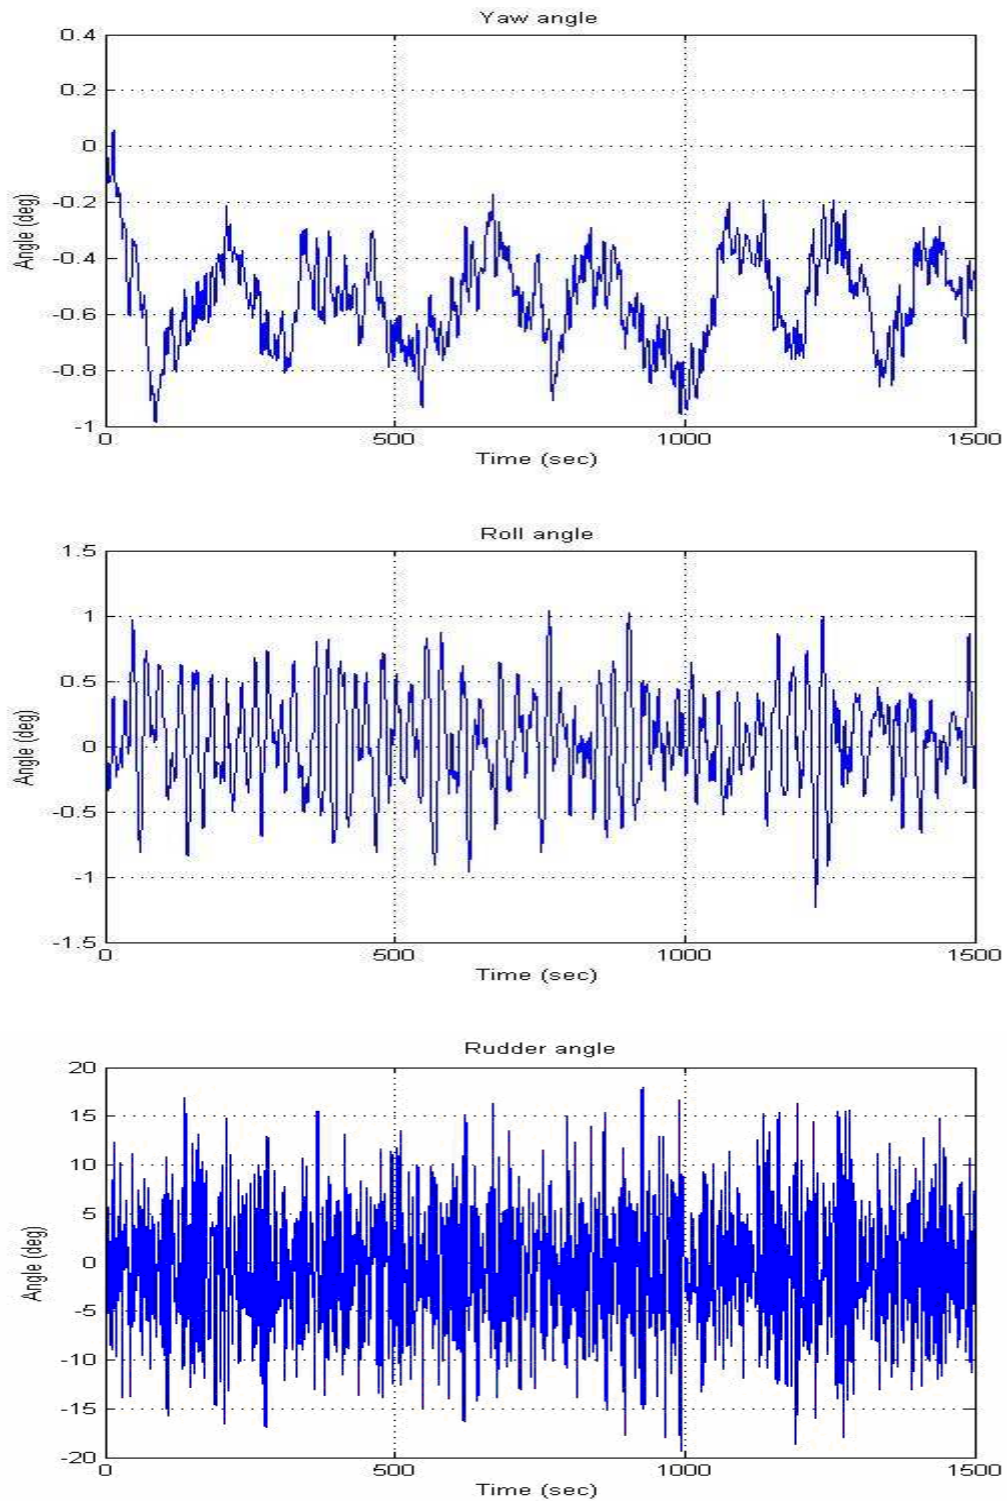 Yaw angle
0.4
0.2
0
-0.2
-0.4
-0.6
-0.8
-1
Angle (deg)
0 500 1000 1500
Time (sec)
Roll angle
1.5
1
0.5
0
-0.5
-1
-1.5
Angle (deg)
0 500 1000 1500
Time (sec)
Rudder angle
20
15
10
5
0
-5
-10
-15
-20
Angle (deg)
0 500 1000 1500
Time (sec)